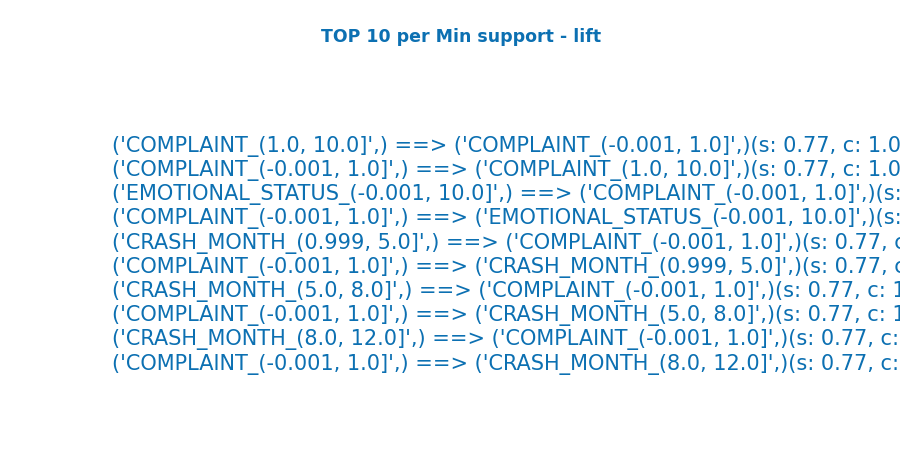 TOP 10 per Min support - lift
('COMPLAINT_(1.0, 10.0]',) ==> ('COMPLAINT_(-0.001, 1.0]',)(s: 0.77, c: 1.0
('COMPLAINT_(-0.001, 1.0]',) ==> ('COMPLAINT_(1.0, 10.0]',)(s: 0.77, c: 1.0
('EMOTIONAL_STATUS_(-0.001, 10.0]',) ==> ('COMPLAINT_(-0.001, 1.0]',)(s:
('COMPLAINT_(-0.001, 1.0]',) ==> ('EMOTIONAL_STATUS_(-0.001, 10.0]',)(s:
('CRASH_MONTH_(0.999, 5.0]',) ==> ('COMPLAINT_(-0.001, 1.0]',)(s: 0.77, c
('COMPLAINT_(-0.001, 1.0]',) ==> ('CRASH_MONTH_(0.999, 5.0]',)(s: 0.77, c
('CRASH_MONTH_(5.0, 8.0]',) ==> ('COMPLAINT_(-0.001, 1.0]',)(s: 0.77, c: 1
('COMPLAINT_(-0.001, 1.0]',) ==> ('CRASH_MONTH_(5.0, 8.0]',)(s: 0.77, c: 1
('CRASH_MONTH_(8.0, 12.0]',) ==> ('COMPLAINT_(-0.001, 1.0]',)(s: 0.77, c:
('COMPLAINT_(-0.001, 1.0]',) ==> ('CRASH_MONTH_(8.0, 12.0]',)(s: 0.77, c: